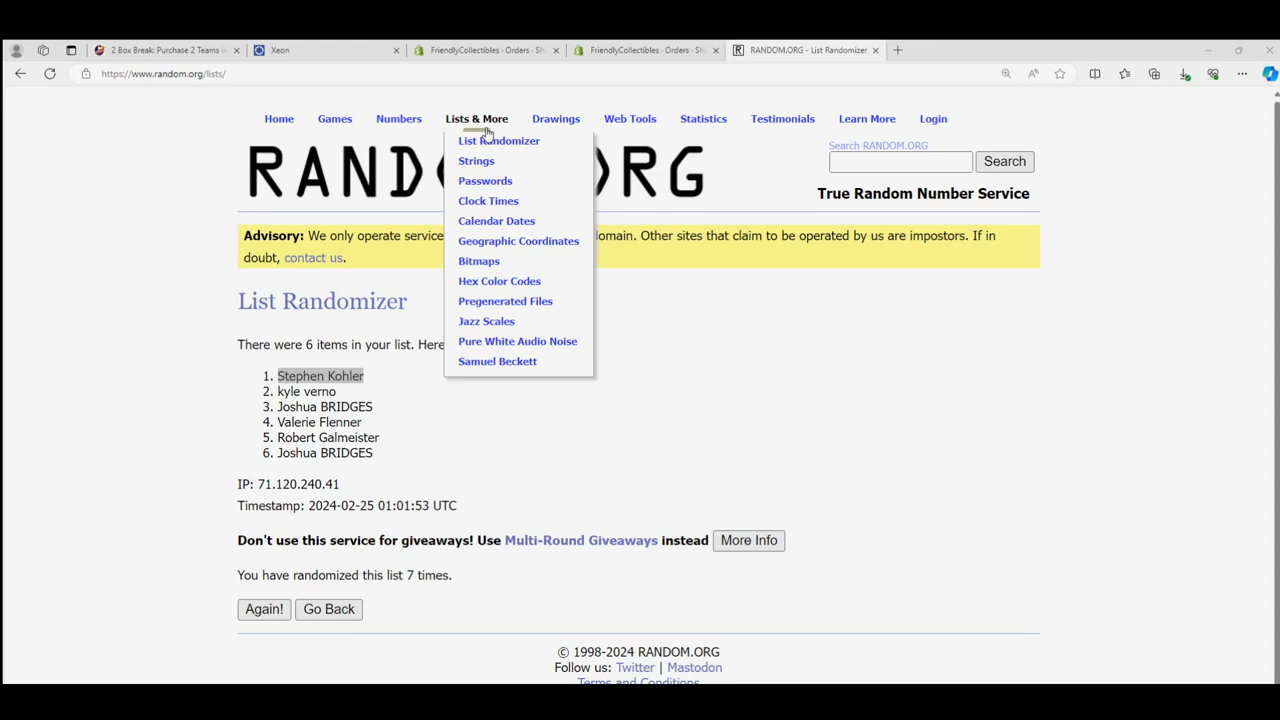 2 Box Break: Purchase 2 Teams
Xeon
FriendlyCollectibles - Orders - Sh
FriendlyCollectibles - Orders - Sh
RANDOM.ORG - List Randomizer
https://www.random.org/lists/
Home Games Numbers Lists & More Drawings Web Tools Statistics Testimonials Learn More Login
List Randomizer
Strings
Passwords
Clock Times
Calendar Dates
Geographic Coordinates
Bitmaps
Hex Color Codes
Pregenerated Files
Jazz Scales
Pure White Audio Noise
Samuel Beckett
RAND RG
Search RANDOM.ORG
Search
True Random Number Service
Advisory: We only operate service omain. Other sites that claim to be operated by us are impostors. If in
doubt, contact us.
List Randomizer
There were 6 items in your list. Here
1. Stephen Kohler
2. kyle verno
3. Joshua BRIDGES
4. Valerie Flenner
5. Robert Galmeister
6. Joshua BRIDGES
IP: 71.120.240.41
Timestamp: 2024-02-25 01:01:53 UTC
Don't use this service for giveaways! Use Multi-Round Giveaways instead More Info
You have randomized this list 7 times.
Again! Go Back
© 1998-2024 RANDOM.ORG
Follow us: Twitter | Mastodon
Terms and Conditions